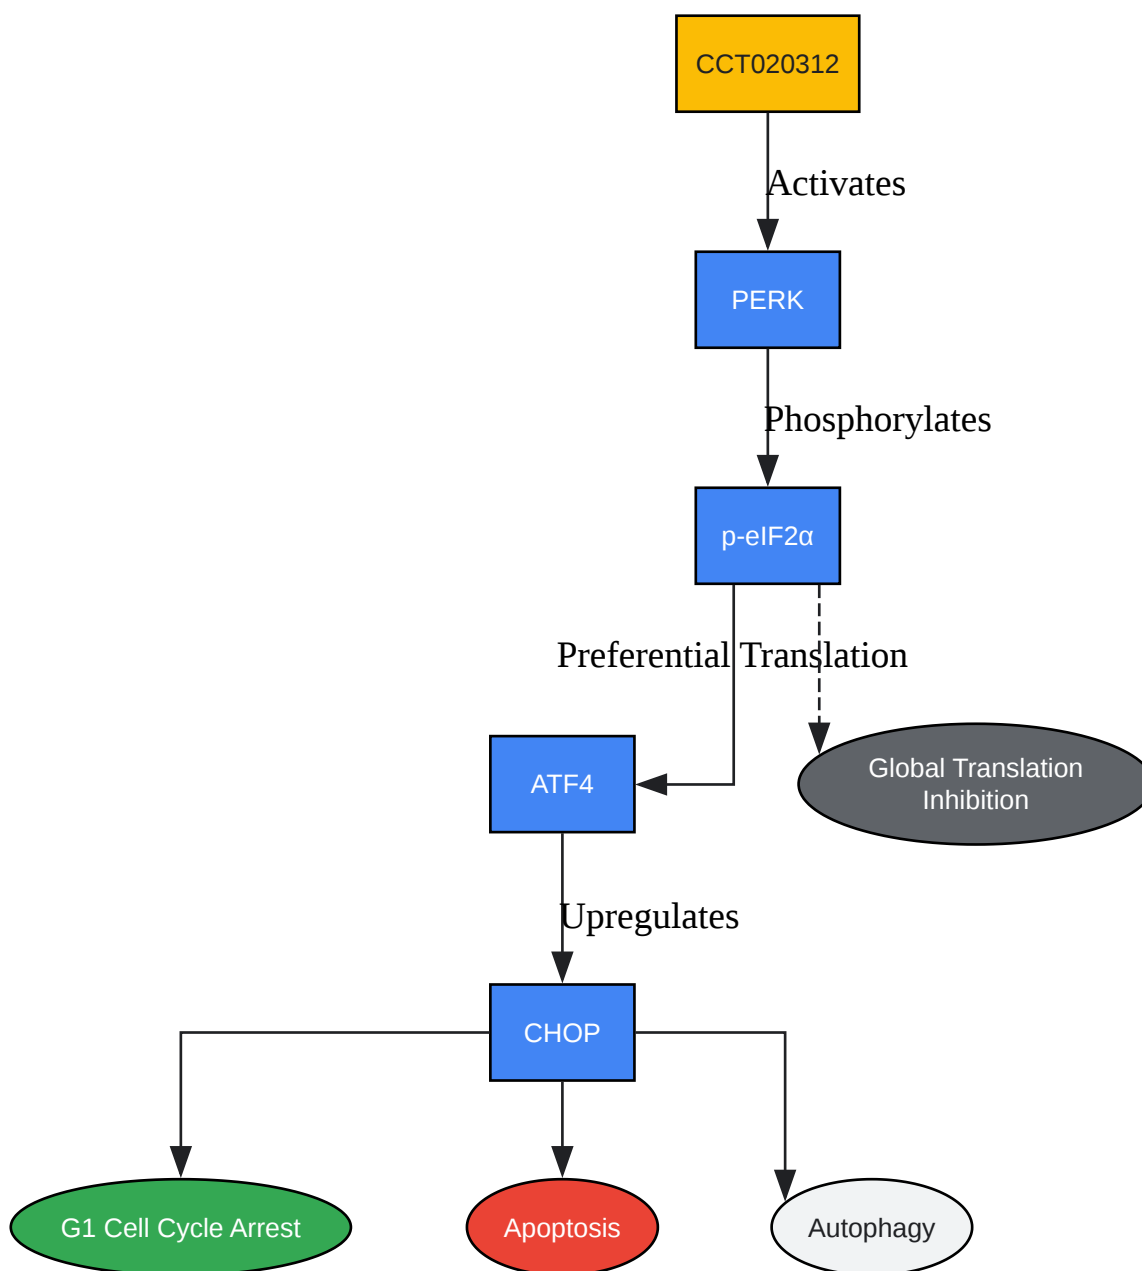 CCT020312
Activates
PERK
Phosphorylates
p-eIF2α
Preferential Translation
Global Translation
Inhibition
ATF4
Upregulates
CHOP
G1 Cell Cycle Arrest
Apoptosis
Autophagy